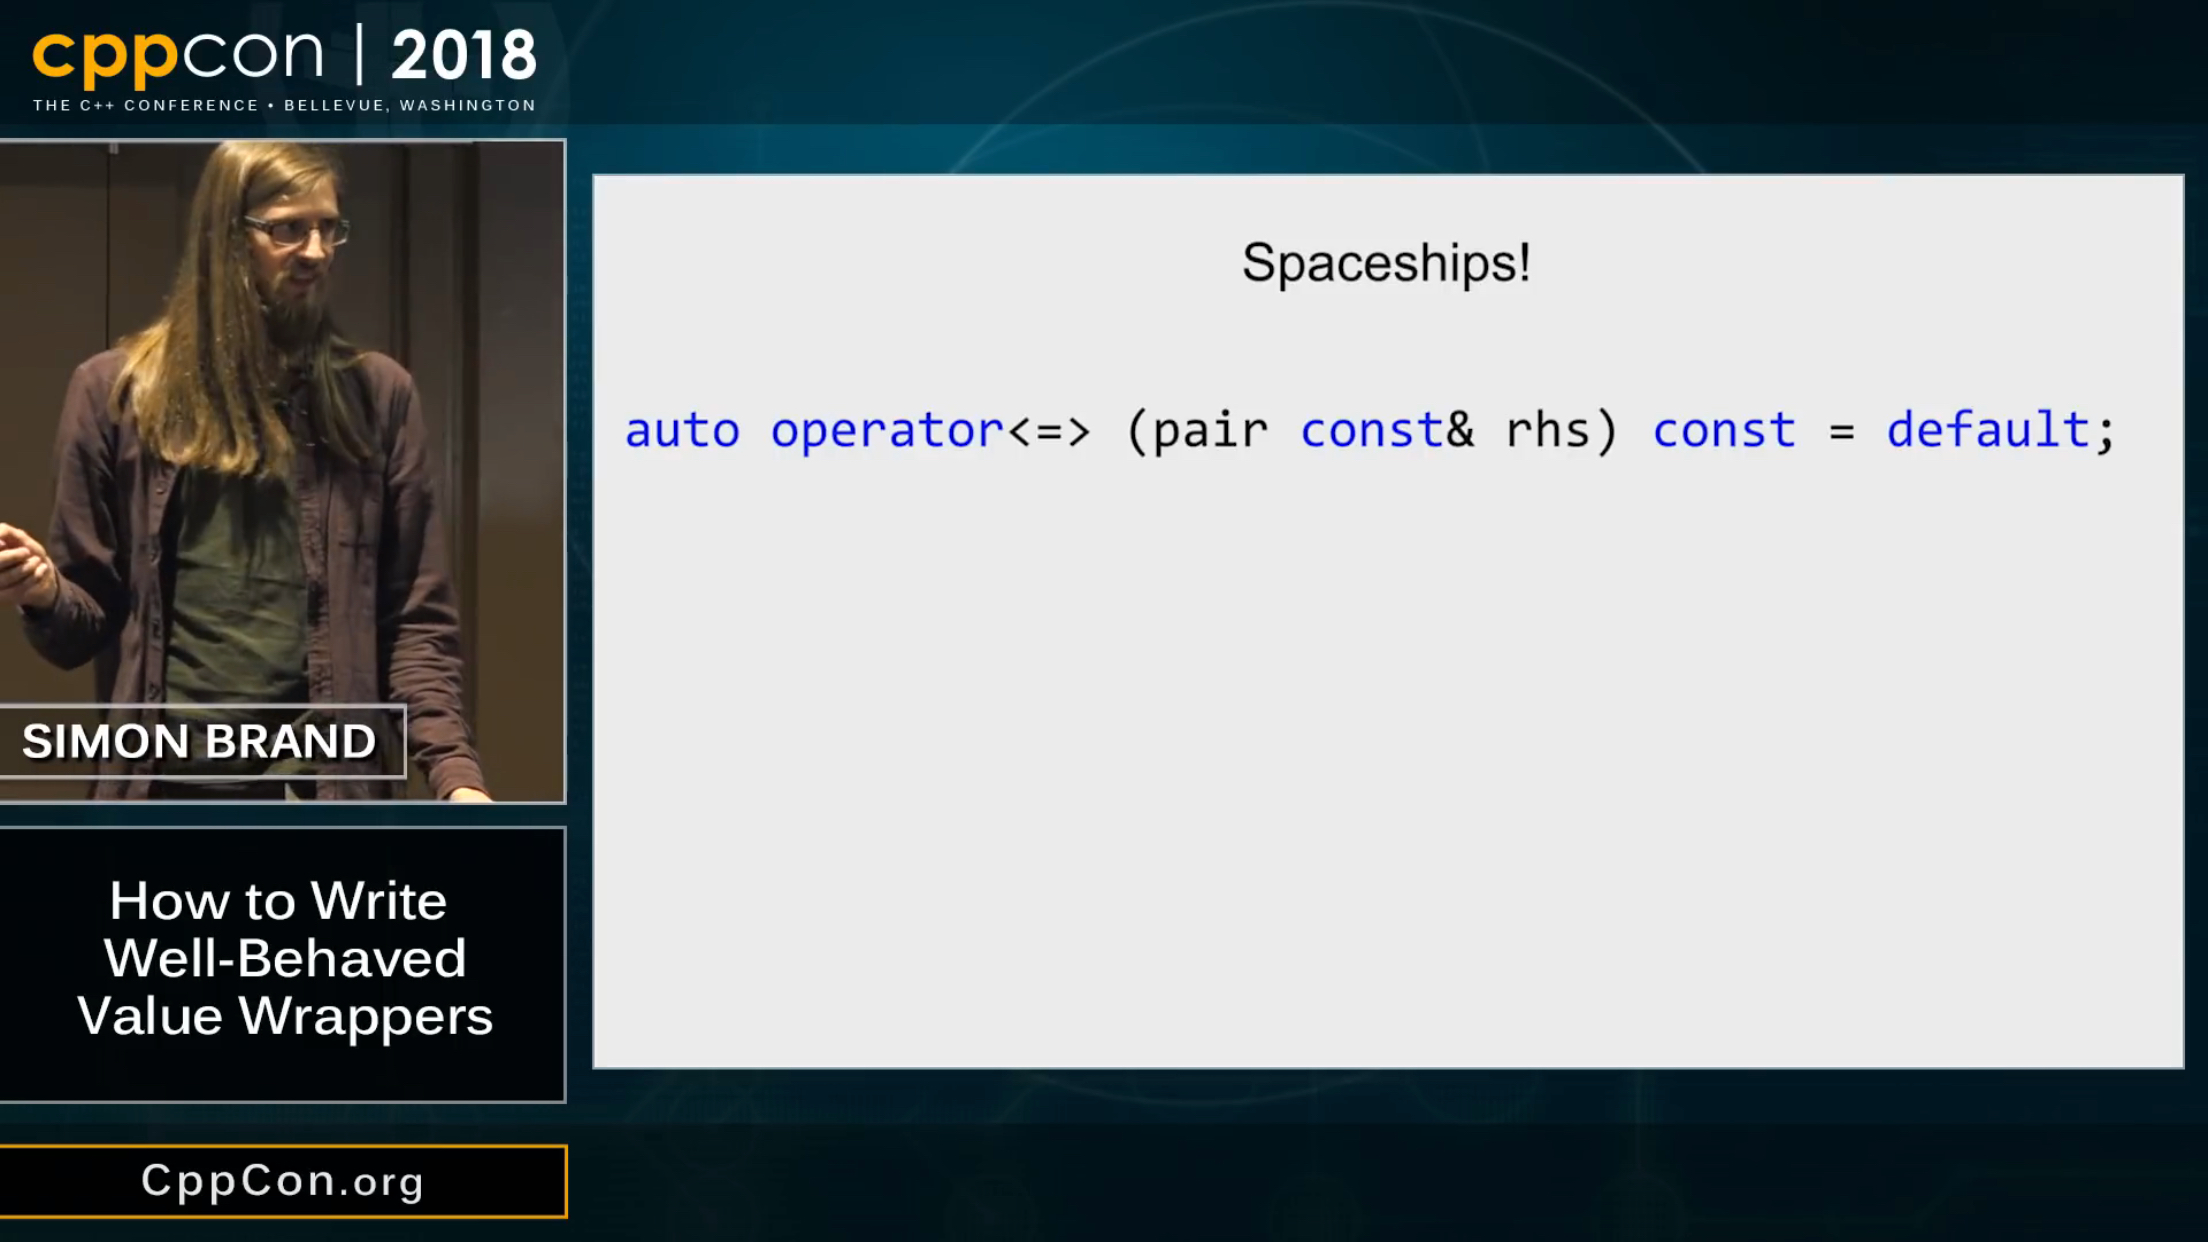 cppcon | 2018
THE C++ CONFERENCE • BELLEVUE, WASHINGTON
SIMON BRAND
How to Write
Well-Behaved
Value Wrappers
CppCon.org
Spaceships!
auto operator<=> (pair const& rhs) const = default;